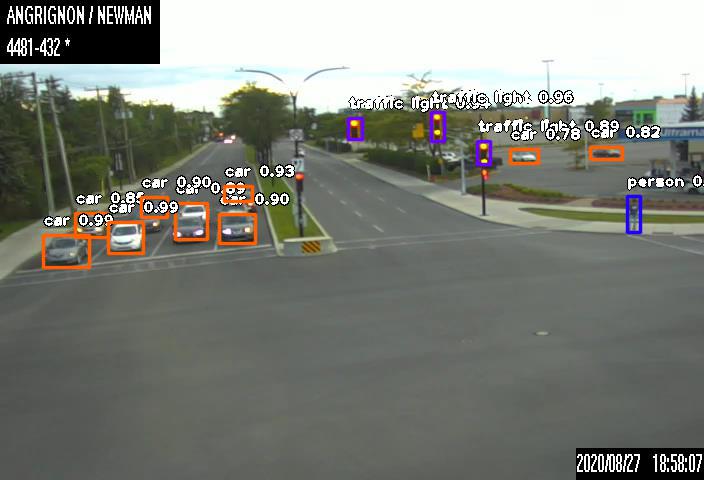 ANGRIGNON / NEWMAN
4481-432 *
traffic light 0.96
traffic light 0.89
car 0.78
car 0.82
person 0.
car 0.93
car 0.90
car 0.90
car 0.99
car 0.99
2020/08/27 18:58:07